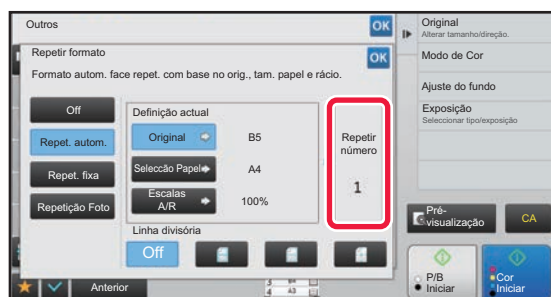 Outros
OK
Repetir formato
OK
Formato autom. face repet. com base no orig., tam. papel e rácio.
Off
Repet. autom.
Repet. fixa
Repetição Foto
Definição actual
Original
B5
Seleccão Papel
A4
Escalas
A/R
100%
Repetir
número
1
Linha divisória
Off
Anterior
Original
Alterar tamanho/direção.
Modo de Cor
Ajuste do fundo
Exposição
Seleccionar tipo/exposição
Pré-
visualização
CA
P/B
Iniciar
Cor
Iniciar